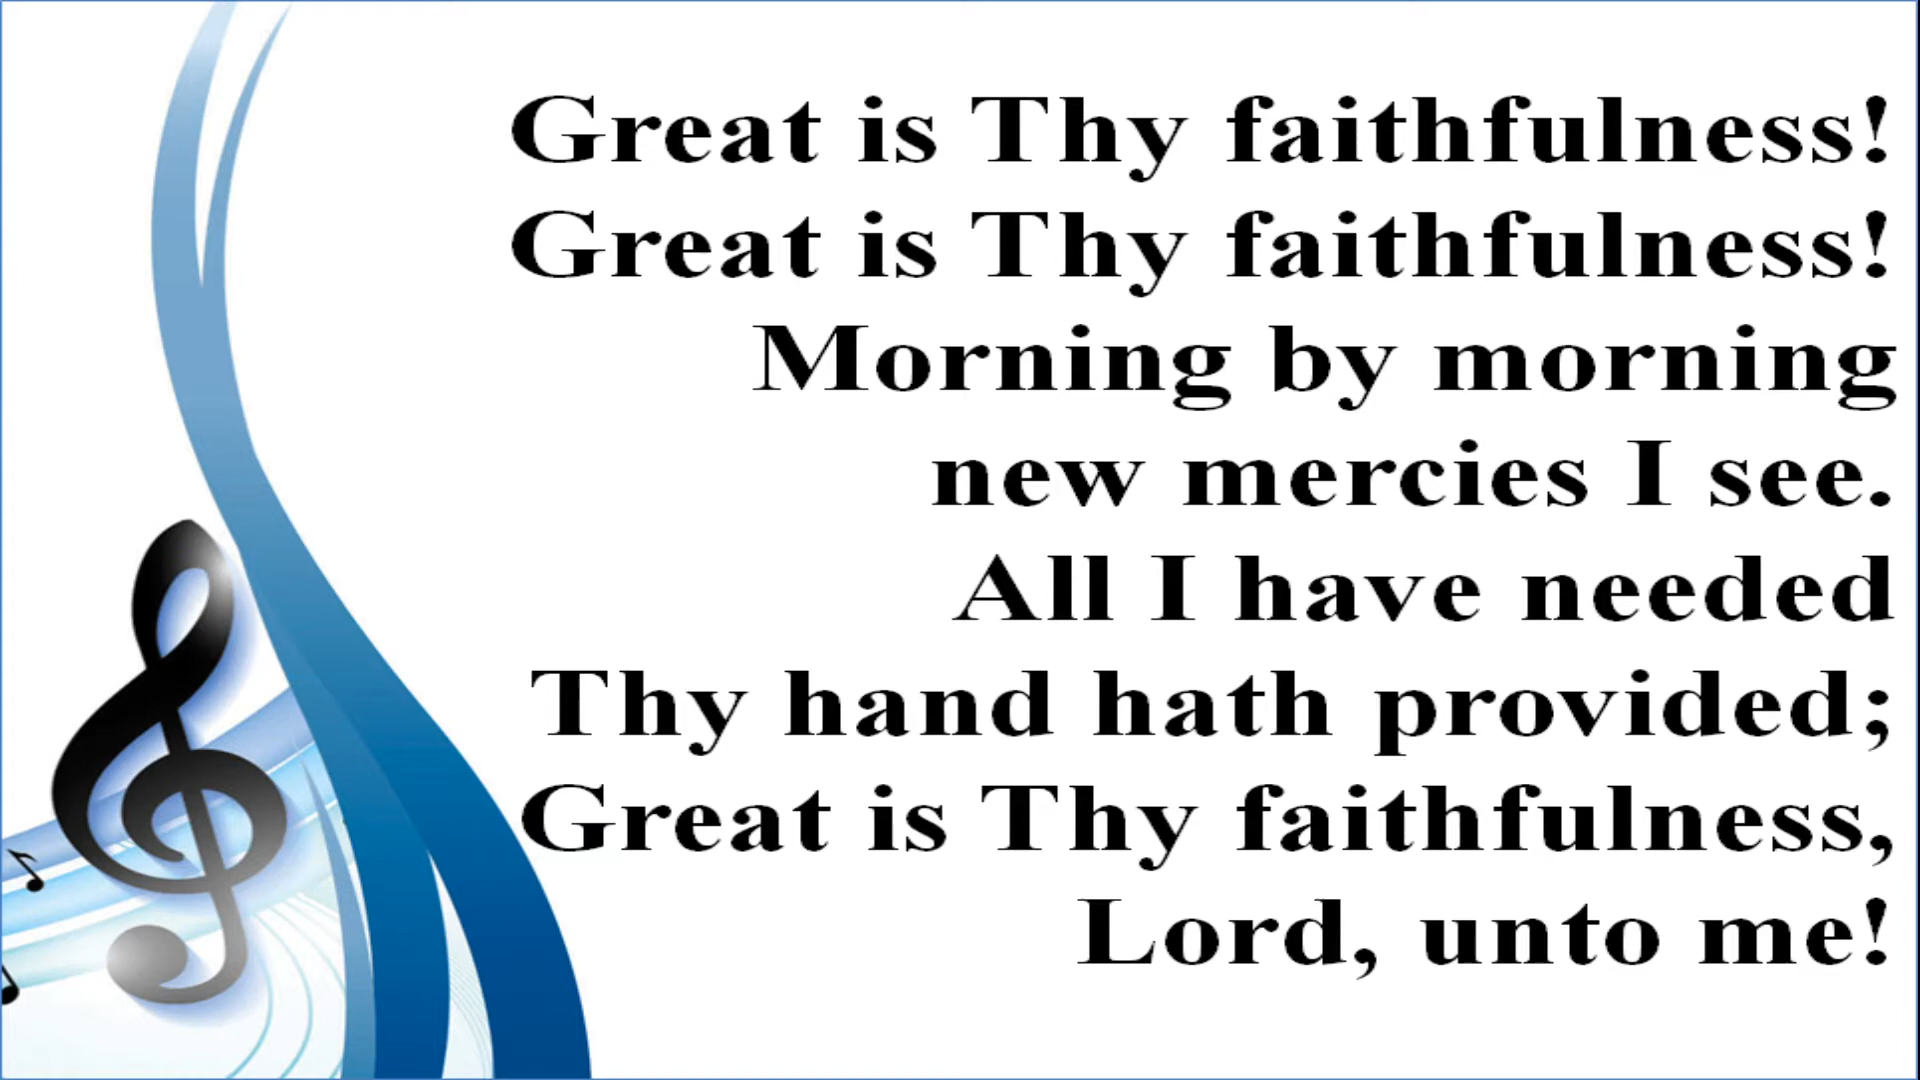 Great is Thy faithfulness!
Great is Thy faithfulness!
Morning by morning
new mercies I see.
All I have needed
Thy hand hath provided;
Great is Thy faithfulness,
Lord, unto me!